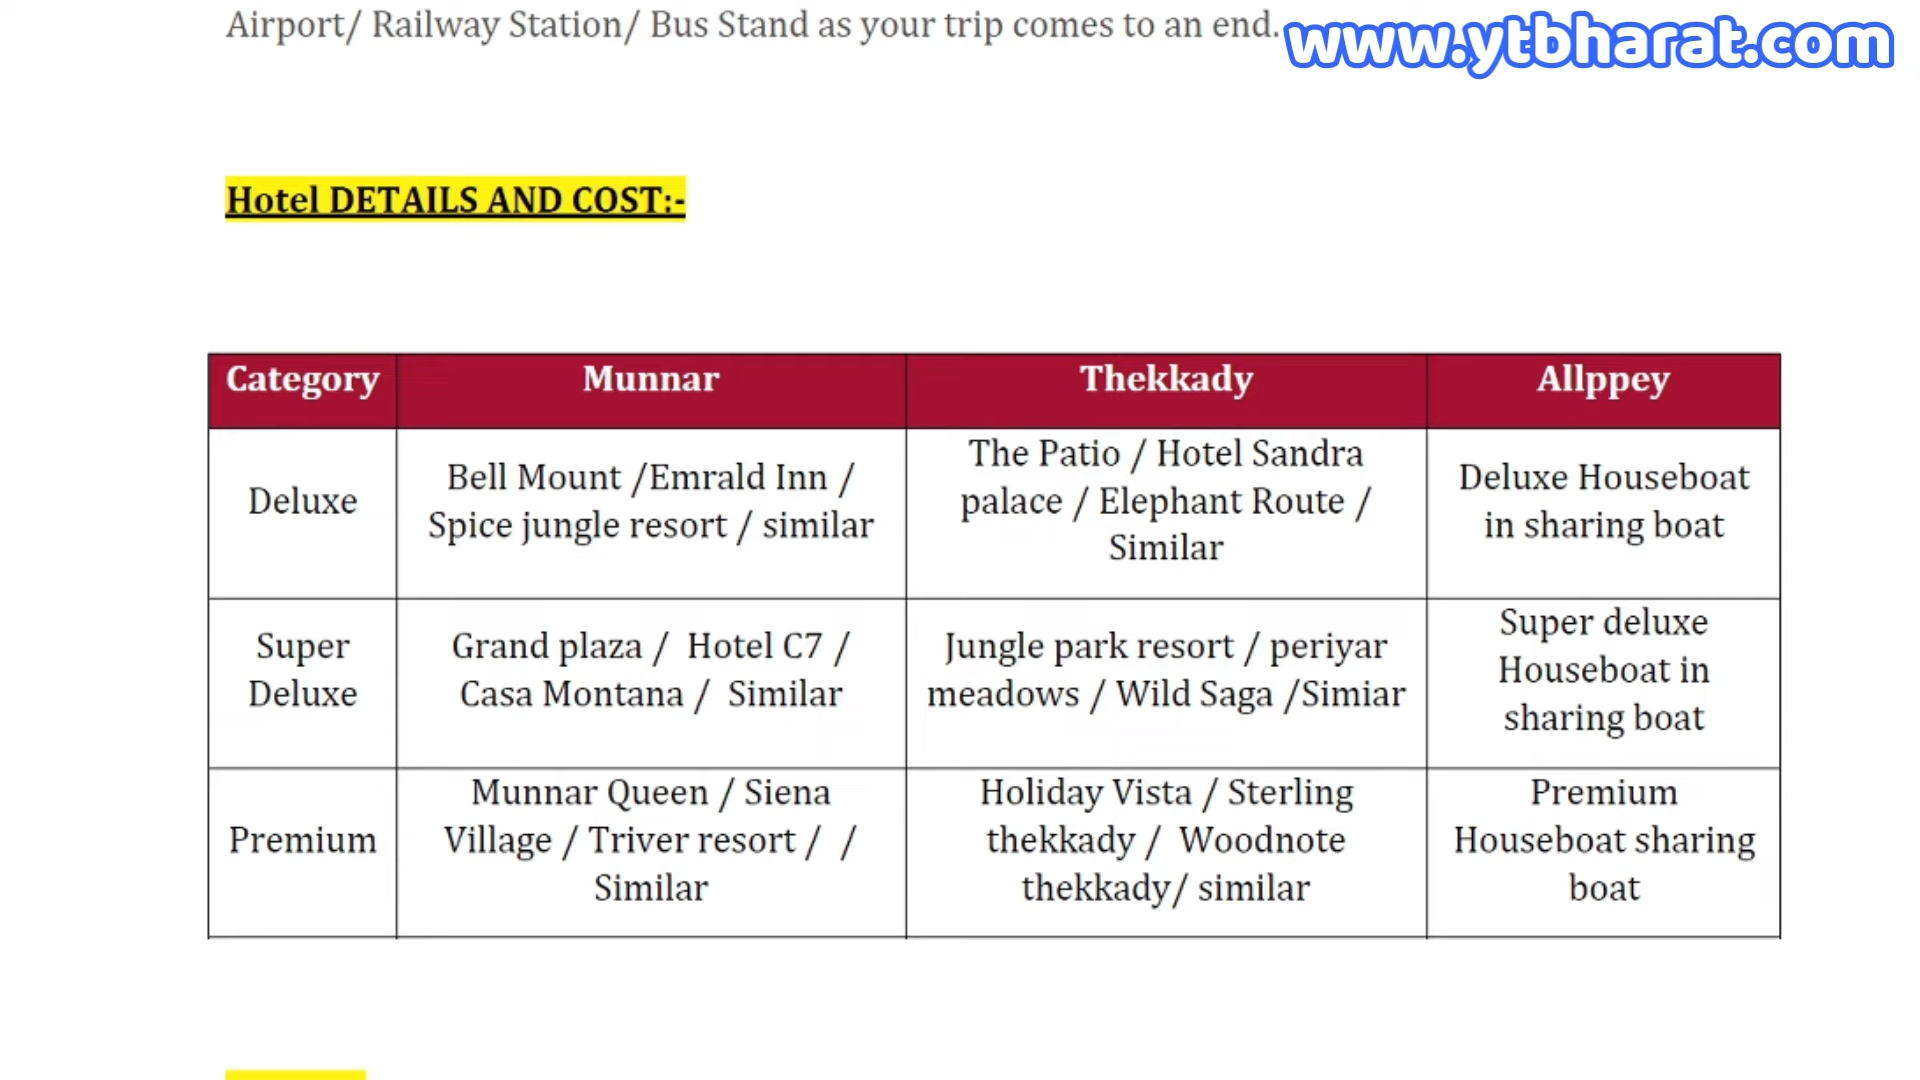 Airport/ Railway Station/ Bus Stand as your trip comes to an end.
www.ytbharat.com
Hotel DETAILS AND COST:-
Category Munnar Thekkady Allppey
Deluxe
Bell Mount /Emrald Inn /
Spice jungle resort / similar
The Patio / Hotel Sandra
palace / Elephant Route /
Similar
Deluxe Houseboat
in sharing boat
Super
Deluxe
Grand plaza / Hotel C7 /
Casa Montana / Similar
Jungle park resort / periyar
meadows / Wild Saga /Simiar
Super deluxe
Houseboat in
sharing boat
Premium
Munnar Queen / Siena
Village / Triver resort / /
Similar
Holiday Vista / Sterling
thekkady / Woodnote
thekkady/ similar
Premium
Houseboat sharing
boat